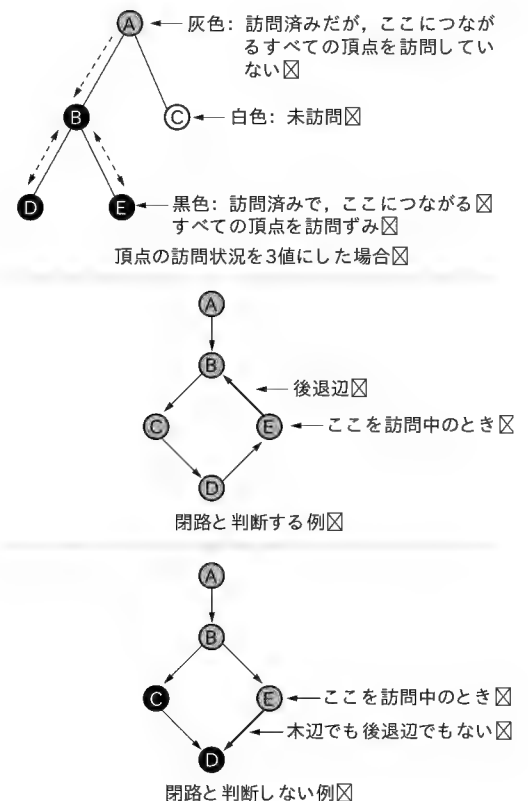 A
灰色: 訪問済みだが，ここにつなが
るすべての頂点を訪問してい
ない☒
B
C
白色: 未訪問☒
D
E
黒色: 訪問済みで，ここにつながる☒
すべての頂点を訪問ずみ☒
頂点の訪問状況を3値にした場合☒
A
B
後退辺☒
C
E
ここを訪問中のとき☒
D
閉路と判断する例☒
A
B
C
E
ここを訪問中のとき☒
木辺でも後退辺でもない☒
D
閉路と判断しない例☒